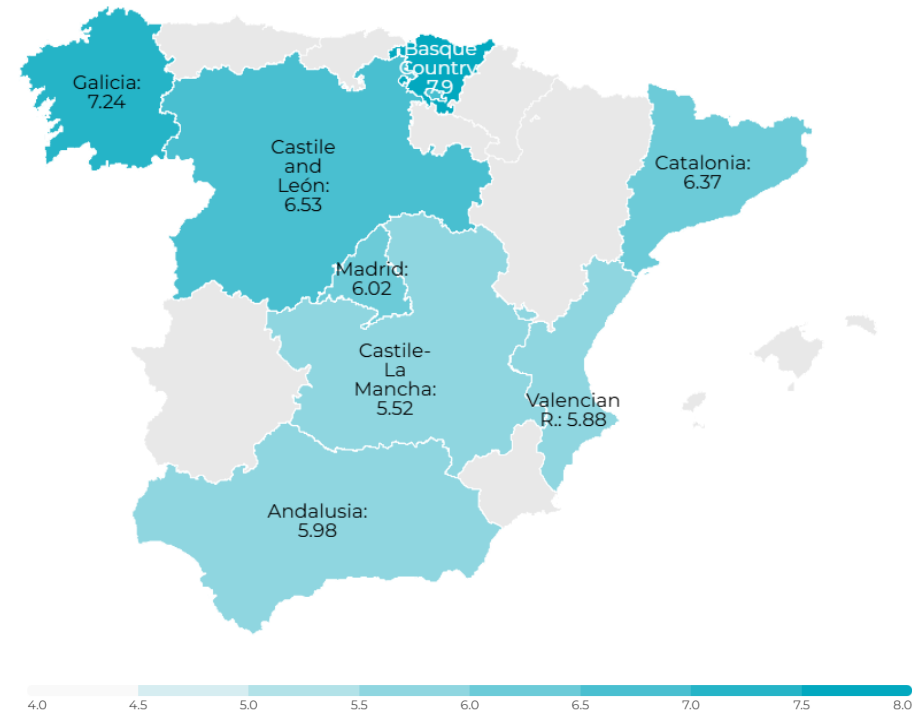 Galicia:
7.24
Basque
Country:
7.9
Castile
and
León:
6.53
Catalonia:
6.37
Madrid:
6.02
Castile-
La
Mancha:
5.52
Valencian
R.: 5.88
Andalusia:
5.98
4.0 4.5 5.0 5.5 6.0 6.5 7.0 7.5 8.0